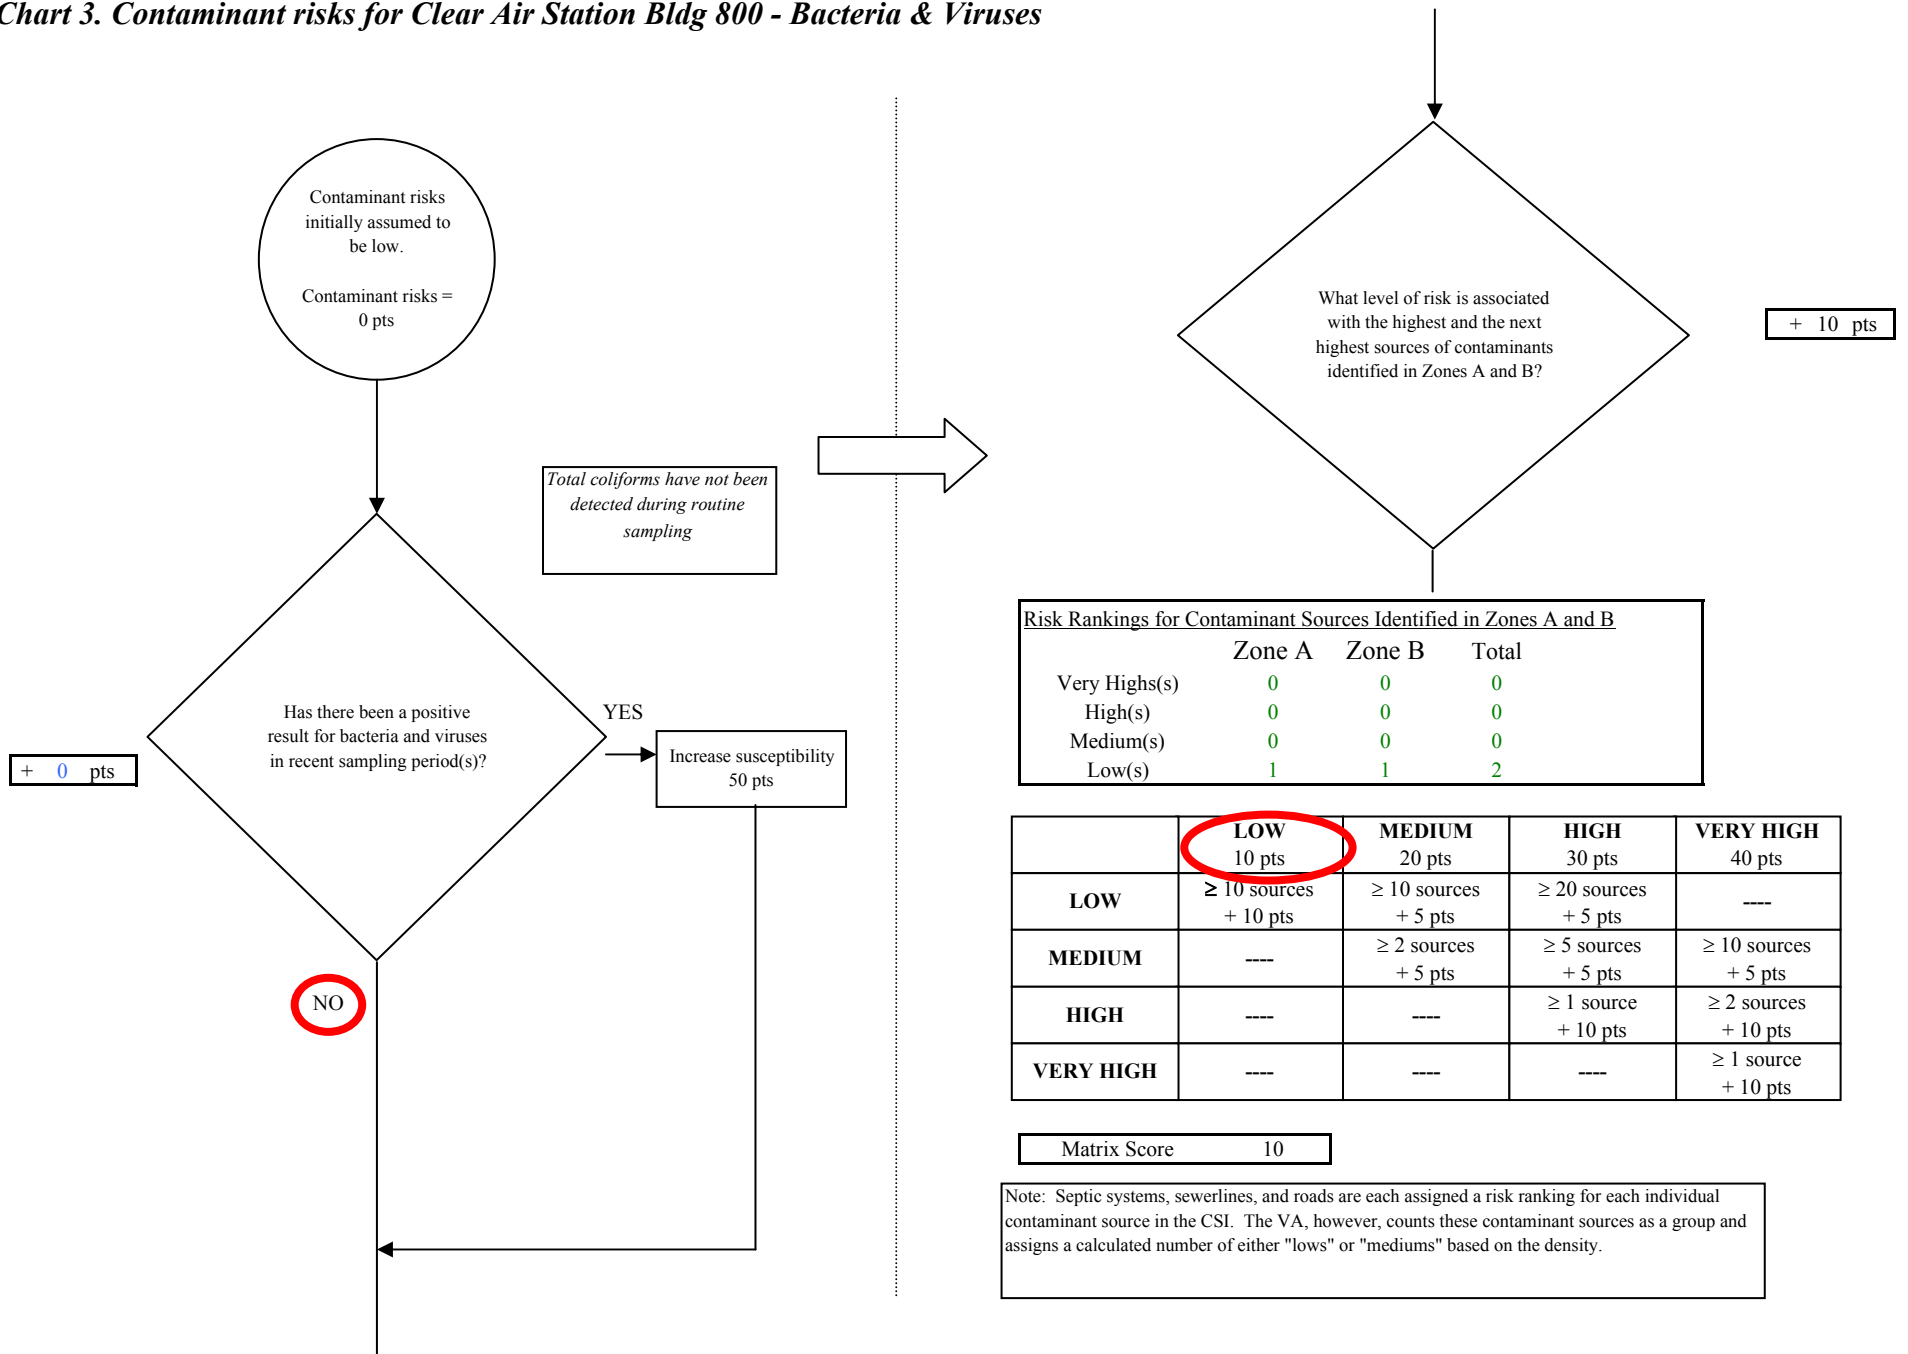 Chart 3. Contaminant risks for Clear Air Station Bldg 800 - Bacteria & Viruses
Contaminant risks
initially assumed to
be low.
Contaminant risks =
0 pts
Total coliforms have not been
detected during routine
sampling
Has there been a positive
result for bacteria and viruses
in recent sampling period(s)?
+ 0 pts
YES
Increase susceptibility
50 pts
NO
What level of risk is associated
with the highest and the next
highest sources of contaminants
identified in Zones A and B?
+ 10 pts
Risk Rankings for Contaminant Sources Identified in Zones A and B
Zone A Zone B Total
Very Highs(s) 0 0 0
High(s) 0 0 0
Medium(s) 0 0 0
Low(s) 1 1 2
LOW MEDIUM HIGH VERY HIGH
10 pts 20 pts 30 pts 40 pts
LOW ≥ 10 sources ≥ 10 sources ≥ 20 sources ----
+ 10 pts + 5 pts + 5 pts
MEDIUM ---- ≥ 2 sources ≥ 5 sources ≥ 10 sources
+ 5 pts + 5 pts + 5 pts
HIGH ---- ---- ≥ 1 source ≥ 2 sources
+ 10 pts + 10 pts
VERY HIGH ---- ---- ---- ≥ 1 source
+ 10 pts
Matrix Score 10
Note: Septic systems, sewerlines, and roads are each assigned a risk ranking for each individual
contaminant source in the CSI. The VA, however, counts these contaminant sources as a group and
assigns a calculated number of either "lows" or "mediums" based on the density.